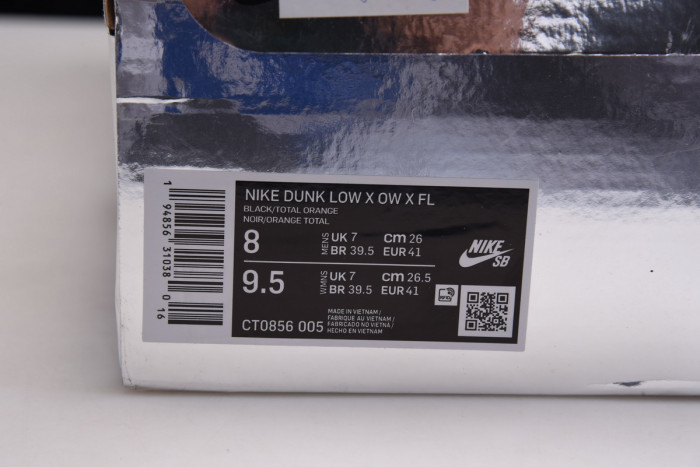 1 94856 31038 0 16
NIKE DUNK LOW X OW X FL
BLACK/TOTAL ORANGE
NOIR/ORANGE TOTAL
8
MENS
UK 7 cm 26
BR 39.5 EUR 41
9.5
WMNS
UK 7 cm 26.5
BR 39.5 EUR 41
NIKE
SB
RFID
CT0856 005
MADE IN VIETNAM /
FABRIQUE AU VIETNAM /
FABRICADO NO VIETNÃ /
HECHO EN VIETNAM